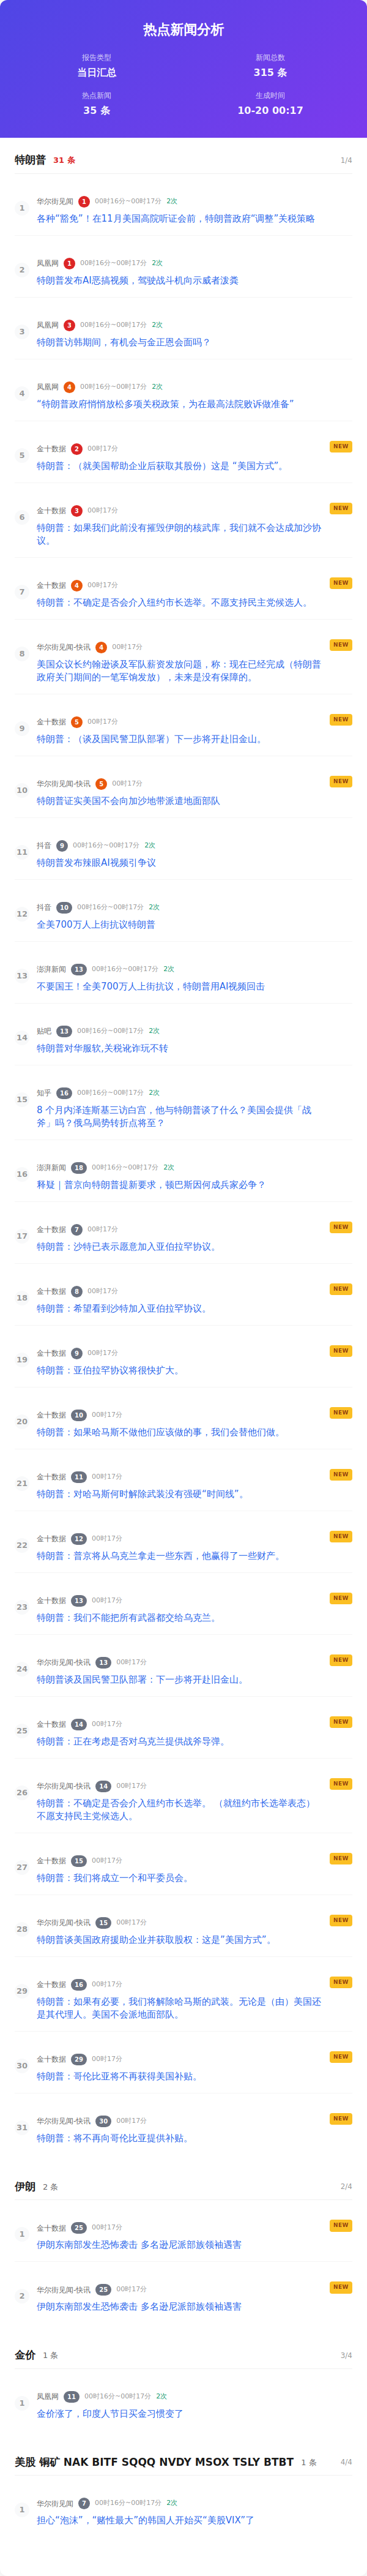 热点新闻分析
报告类型
当日汇总
新闻总数
315 条
热点新闻
35 条
生成时间
10-20 00:17
特朗普 31 条 1/4
1
华尔街见闻 1 00时16分~00时17分 2次
各种“豁免”！在11月美国高院听证会前，特朗普政府“调整”关税策略
2
凤凰网 1 00时16分~00时17分 2次
特朗普发布AI恶搞视频，驾驶战斗机向示威者泼粪
3
凤凰网 3 00时16分~00时17分 2次
特朗普访韩期间，有机会与金正恩会面吗？
4
凤凰网 4 00时16分~00时17分 2次
“特朗普政府悄悄放松多项关税政策，为在最高法院败诉做准备”
5
金十数据 2 00时17分 NEW
特朗普：（就美国帮助企业后获取其股份）这是 “美国方式”。
6
金十数据 3 00时17分 NEW
特朗普：如果我们此前没有摧毁伊朗的核武库，我们就不会达成加沙协
议。
7
金十数据 4 00时17分 NEW
特朗普：不确定是否会介入纽约市长选举。不愿支持民主党候选人。
8
华尔街见闻-快讯 4 00时17分 NEW
美国众议长约翰逊谈及军队薪资发放问题，称：现在已经完成（特朗普
政府关门期间的一笔军饷发放），未来是没有保障的。
9
金十数据 5 00时17分 NEW
特朗普：（谈及国民警卫队部署）下一步将开赴旧金山。
10
华尔街见闻-快讯 5 00时17分 NEW
特朗普证实美国不会向加沙地带派遣地面部队
11
抖音 9 00时16分~00时17分 2次
特朗普发布辣眼AI视频引争议
12
抖音 10 00时16分~00时17分 2次
全美700万人上街抗议特朗普
13
澎湃新闻 13 00时16分~00时17分 2次
不要国王！全美700万人上街抗议，特朗普用AI视频回击
14
贴吧 13 00时16分~00时17分 2次
特朗普对华服软,关税讹诈玩不转
15
知乎 16 00时16分~00时17分 2次
8 个月内泽连斯基三访白宫，他与特朗普谈了什么？美国会提供「战
斧」吗？俄乌局势转折点将至？
16
澎湃新闻 18 00时16分~00时17分 2次
释疑｜普京向特朗普提新要求，顿巴斯因何成兵家必争？
17
金十数据 7 00时17分 NEW
特朗普：沙特已表示愿意加入亚伯拉罕协议。
18
金十数据 8 00时17分 NEW
特朗普：希望看到沙特加入亚伯拉罕协议。
19
金十数据 9 00时17分 NEW
特朗普：亚伯拉罕协议将很快扩大。
20
金十数据 10 00时17分 NEW
特朗普：如果哈马斯不做他们应该做的事，我们会替他们做。
21
金十数据 11 00时17分 NEW
特朗普：对哈马斯何时解除武装没有强硬“时间线”。
22
金十数据 12 00时17分 NEW
特朗普：普京将从乌克兰拿走一些东西，他赢得了一些财产。
23
金十数据 13 00时17分 NEW
特朗普：我们不能把所有武器都交给乌克兰。
24
华尔街见闻-快讯 13 00时17分 NEW
特朗普谈及国民警卫队部署：下一步将开赴旧金山。
25
金十数据 14 00时17分 NEW
特朗普：正在考虑是否对乌克兰提供战斧导弹。
26
华尔街见闻-快讯 14 00时17分 NEW
特朗普：不确定是否会介入纽约市长选举。 （就纽约市长选举表态）
不愿支持民主党候选人。
27
金十数据 15 00时17分 NEW
特朗普：我们将成立一个和平委员会。
28
华尔街见闻-快讯 15 00时17分 NEW
特朗普谈美国政府援助企业并获取股权：这是“美国方式”。
29
金十数据 16 00时17分 NEW
特朗普：如果有必要，我们将解除哈马斯的武装。无论是（由）美国还
是其代理人。美国不会派地面部队。
30
金十数据 29 00时17分 NEW
特朗普：哥伦比亚将不再获得美国补贴。
31
华尔街见闻-快讯 30 00时17分 NEW
特朗普：将不再向哥伦比亚提供补贴。
伊朗 2 条 2/4
1
金十数据 25 00时17分 NEW
伊朗东南部发生恐怖袭击 多名逊尼派部族领袖遇害
2
华尔街见闻-快讯 25 00时17分 NEW
伊朗东南部发生恐怖袭击 多名逊尼派部族领袖遇害
金价 1 条 3/4
1
凤凰网 11 00时16分~00时17分 2次
金价涨了，印度人节日买金习惯变了
美股 铜矿 NAK BITF SQQQ NVDY MSOX TSLY BTBT 1 条 4/4
1
华尔街见闻 7 00时16分~00时17分 2次
担心“泡沫”，“赌性最大”的韩国人开始买“美股VIX”了